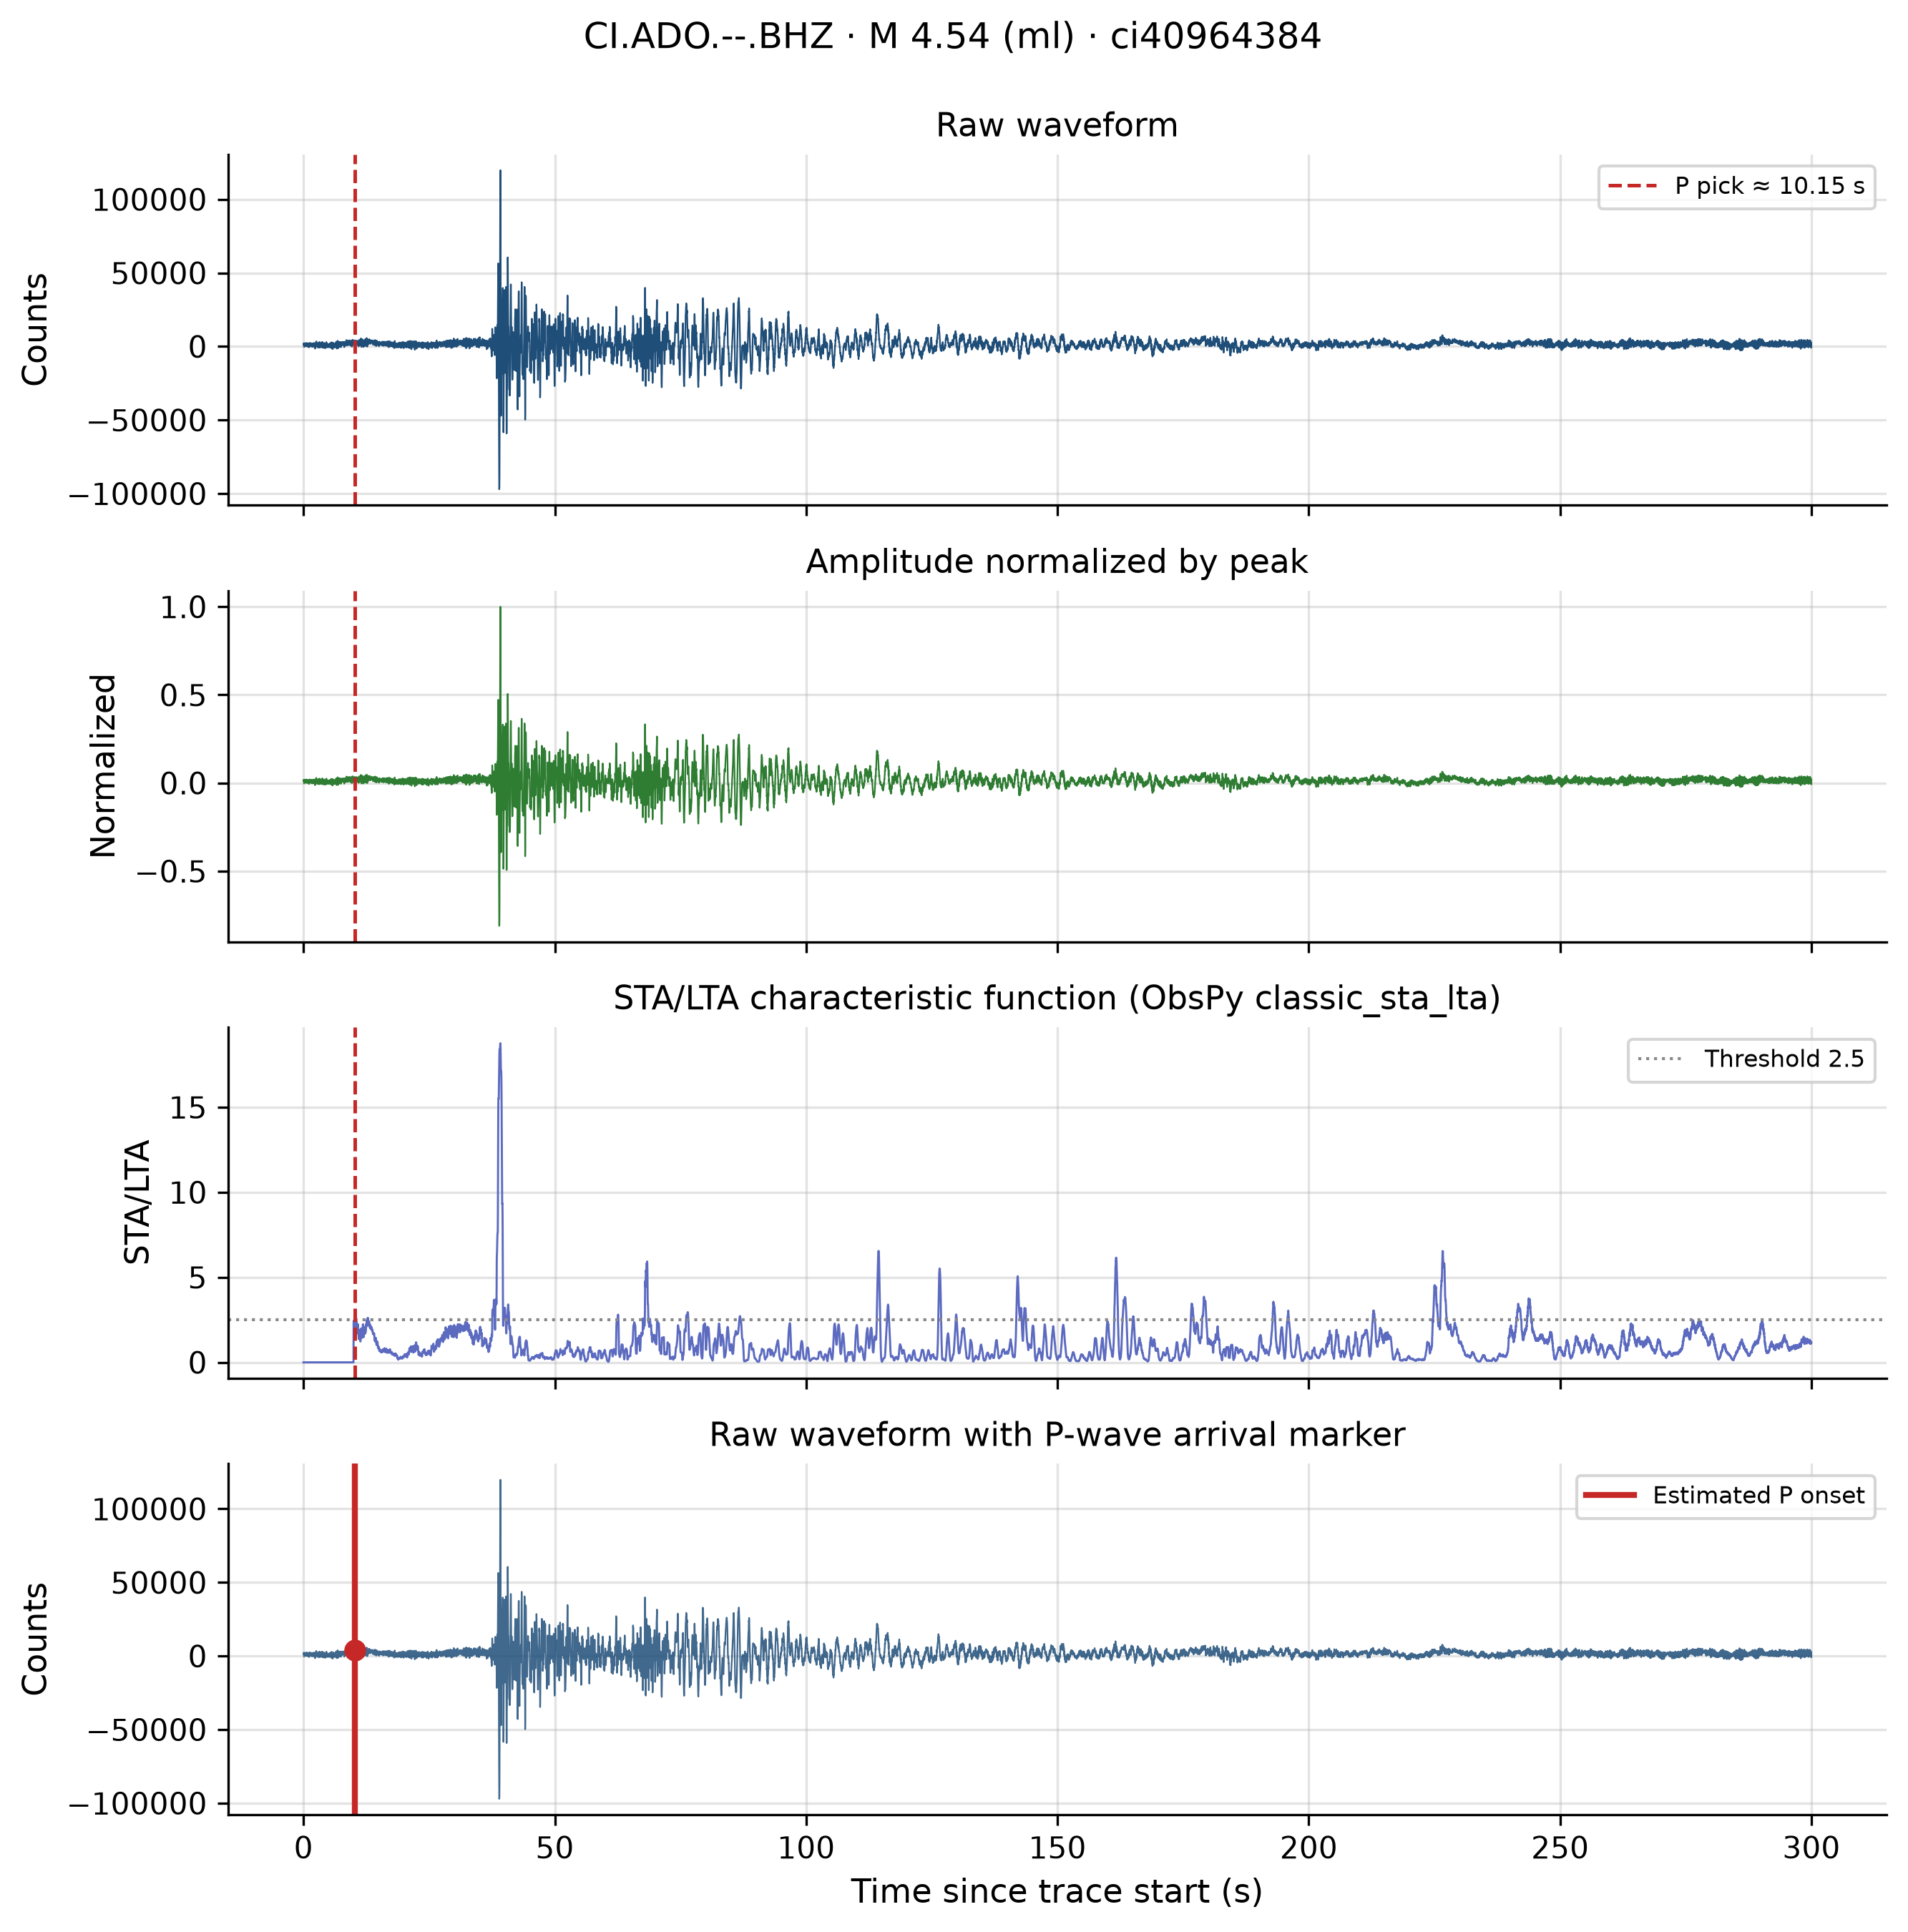 CI.ADO.--.BHZ · M 4.54 (ml) · ci40964384
Raw waveform
Counts
100000
50000
0
−50000
−100000
P pick ≈ 10.15 s
Amplitude normalized by peak
Normalized
1.0
0.5
0.0
−0.5
STA/LTA characteristic function (ObsPy classic_sta_lta)
STA/LTA
15
10
5
0
Threshold 2.5
Raw waveform with P-wave arrival marker
Counts
100000
50000
0
−50000
−100000
Estimated P onset
0 50 100 150 200 250 300
Time since trace start (s)